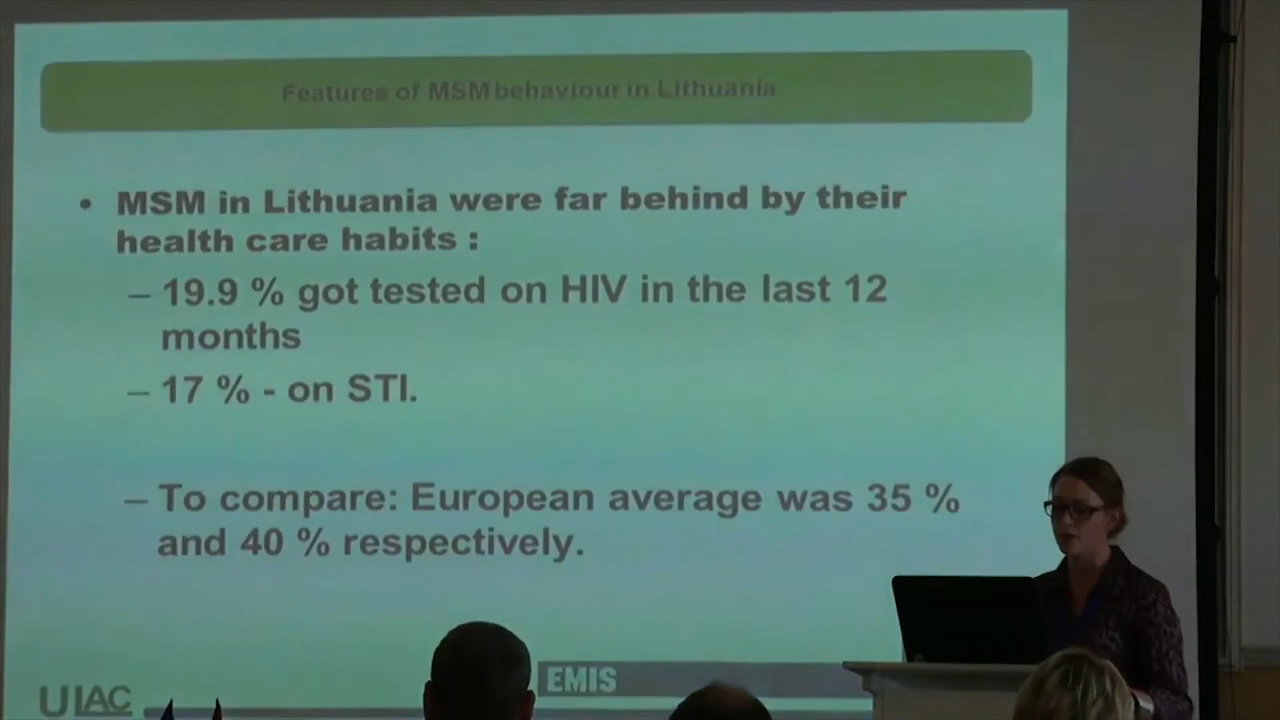 Features of MSM behaviour in Lithuania
• MSM in Lithuania were far behind by their
health care habits :
– 19.9 % got tested on HIV in the last 12
months
– 17 % - on STI.
– To compare: European average was 35 %
and 40 % respectively.
EMIS
ULAC